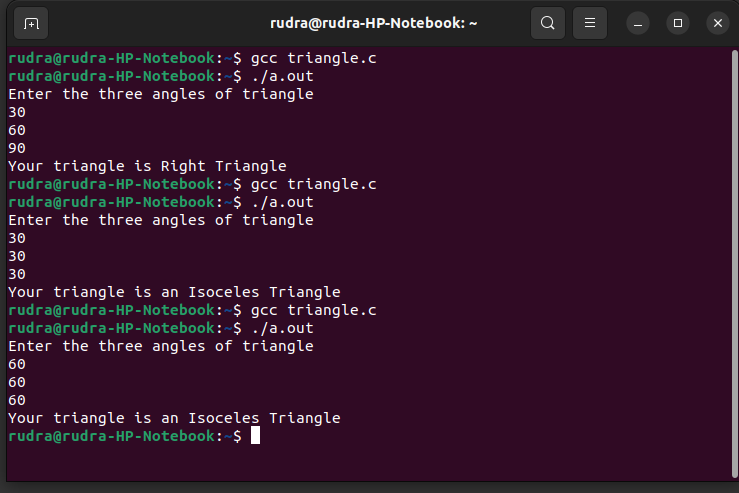 rudra@rudra-HP-Notebook: ~
rudra@rudra-HP-Notebook:~$ gcc triangle.c
rudra@rudra-HP-Notebook:~$ ./a.out
Enter the three angles of triangle
30
60
90
Your triangle is Right Triangle
rudra@rudra-HP-Notebook:~$ gcc triangle.c
rudra@rudra-HP-Notebook:~$ ./a.out
Enter the three angles of triangle
30
30
30
Your triangle is an Isoceles Triangle
rudra@rudra-HP-Notebook:~$ gcc triangle.c
rudra@rudra-HP-Notebook:~$ ./a.out
Enter the three angles of triangle
60
60
60
Your triangle is an Isoceles Triangle
rudra@rudra-HP-Notebook:~$